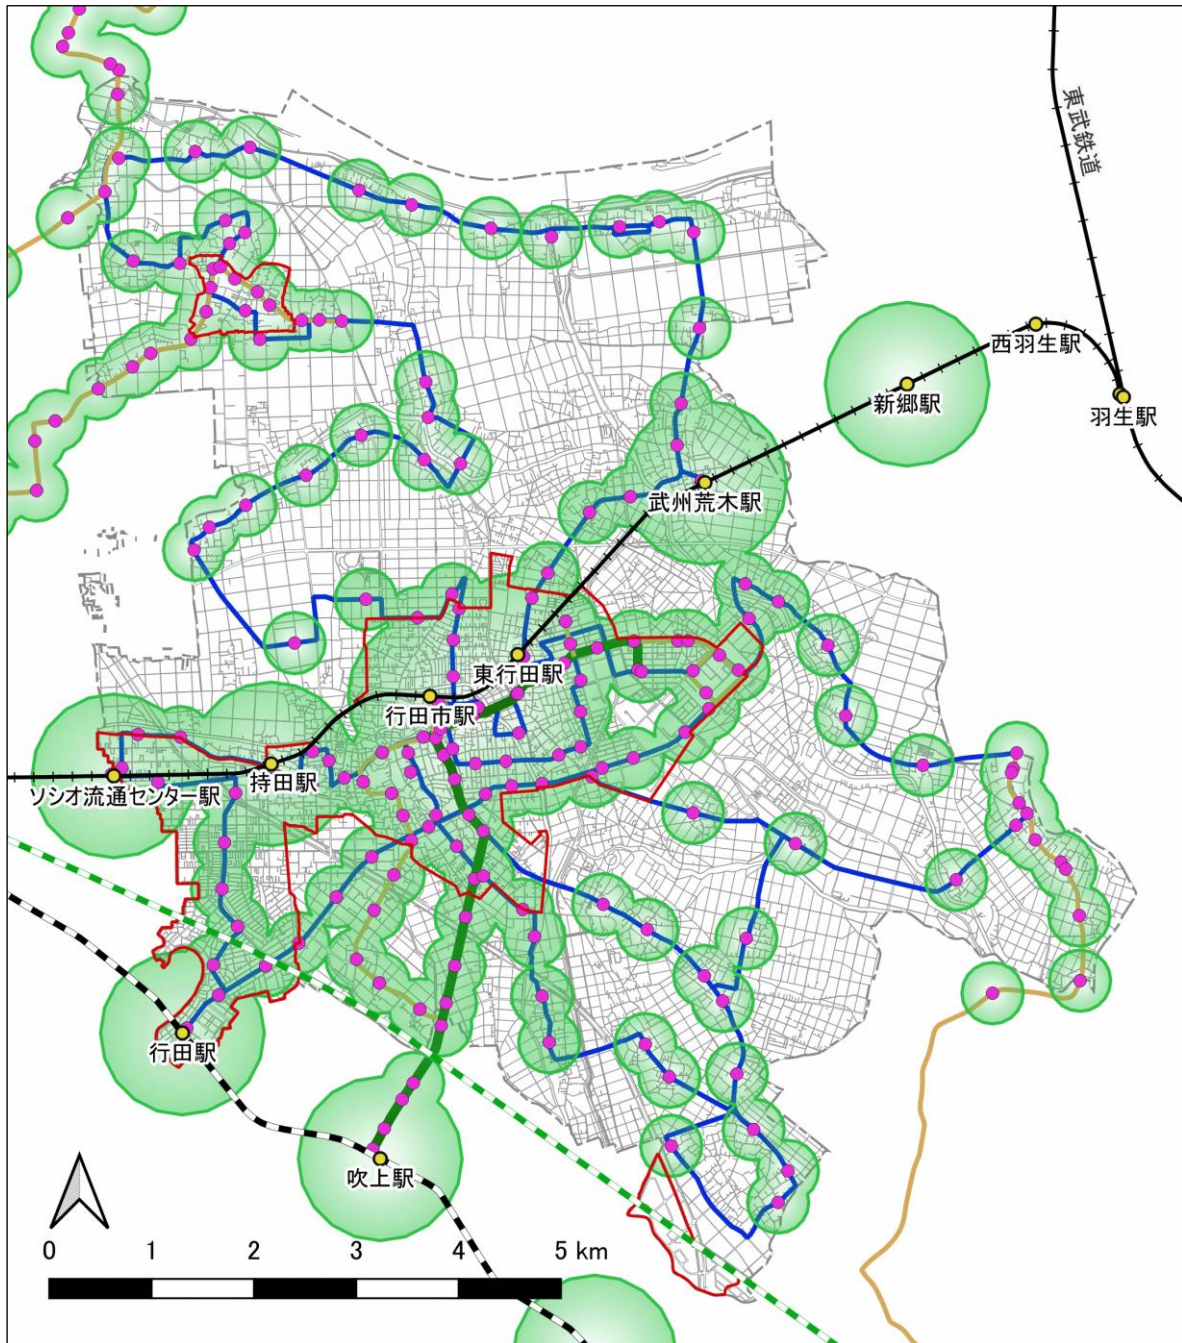 東武鉄道
西羽生駅
新郷駅
羽生駅
武州荒木駅
東行田駅
行田市駅
持田駅
ソシオ流通センター駅
行田駅
吹上駅
0 1 2 3 4 5 km